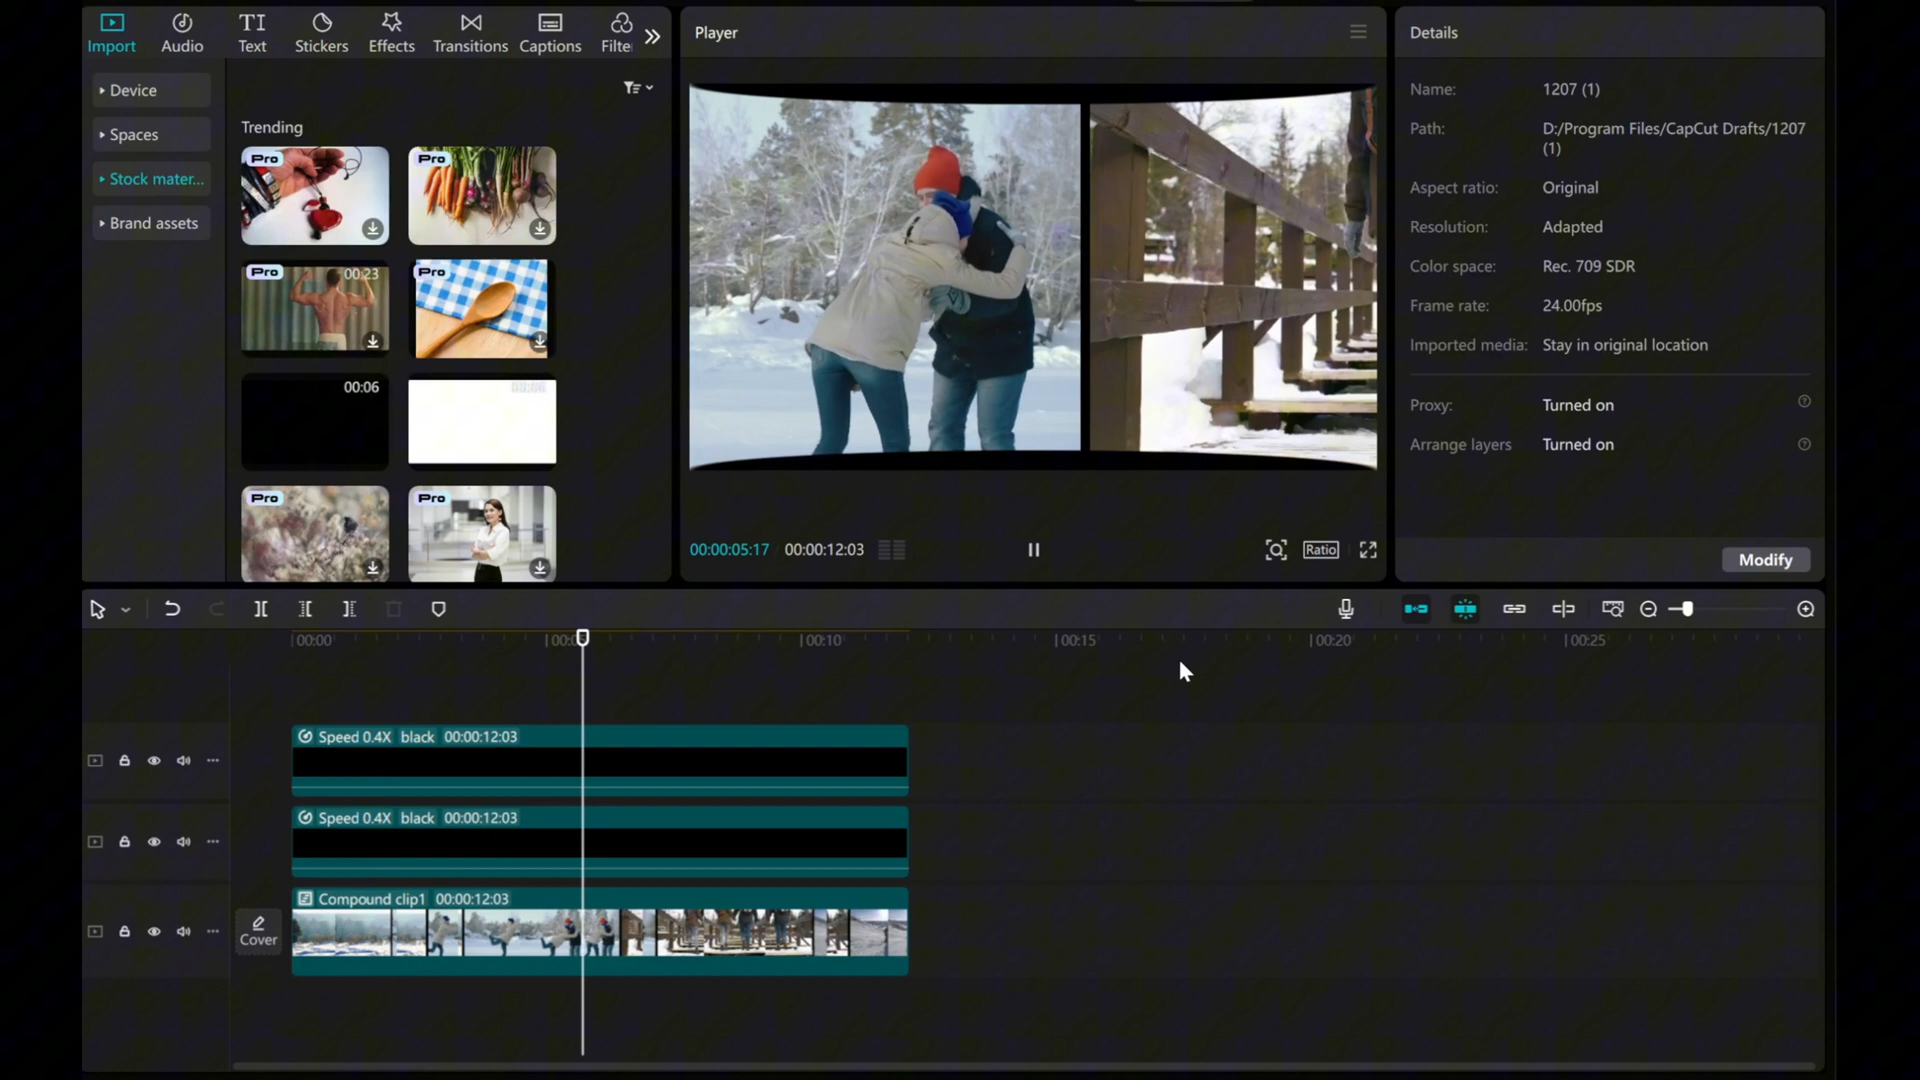 Import
Audio
Text
Stickers
Effects
Transitions
Captions
Filte
Device
Spaces
Stock mater...
Brand assets
Trending
Pro
Pro
Pro
00:23
Pro
00:06
Pro
Pro
Player
00:00:05:17
00:00:12:03
Ratio
Details
Name: 1207 (1)
Path: D:/Program Files/CapCut Drafts/1207
(1)
Aspect ratio: Original
Resolution: Adapted
Color space: Rec. 709 SDR
Frame rate: 24.00fps
Imported media: Stay in original location
Proxy: Turned on
Arrange layers Turned on
Modify
00:00
00:10
00:15
00:20
00:25
Speed 0.4X black 00:00:12:03
Speed 0.4X black 00:00:12:03
Compound clip1 00:00:12:03
Cover